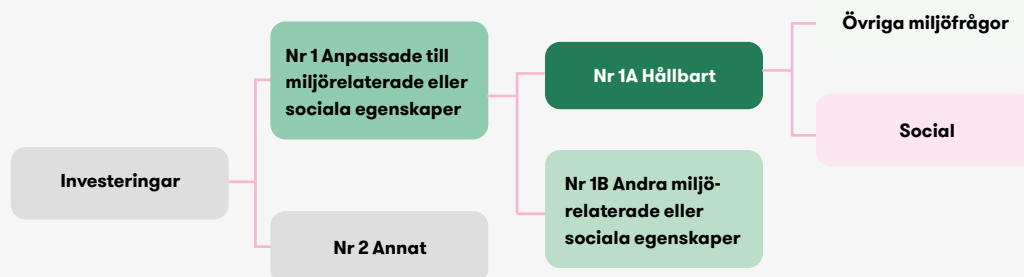 Övriga miljöfrågor
Nr 1 Anpassade till
miljörelaterade eller
sociala egenskaper
Nr 1A Hållbart
Social
Investeringar
Nr 1B Andra miljö-
relaterade eller
sociala egenskaper
Nr 2 Annat